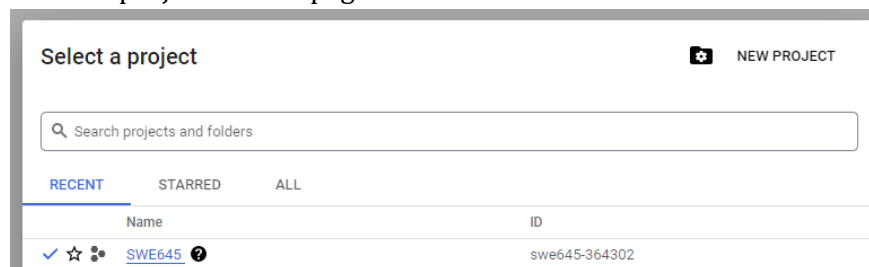 Select a project
NEW PROJECT
Search projects and folders
RECENT STARRED ALL
Name ID
SWE645 swe645-364302